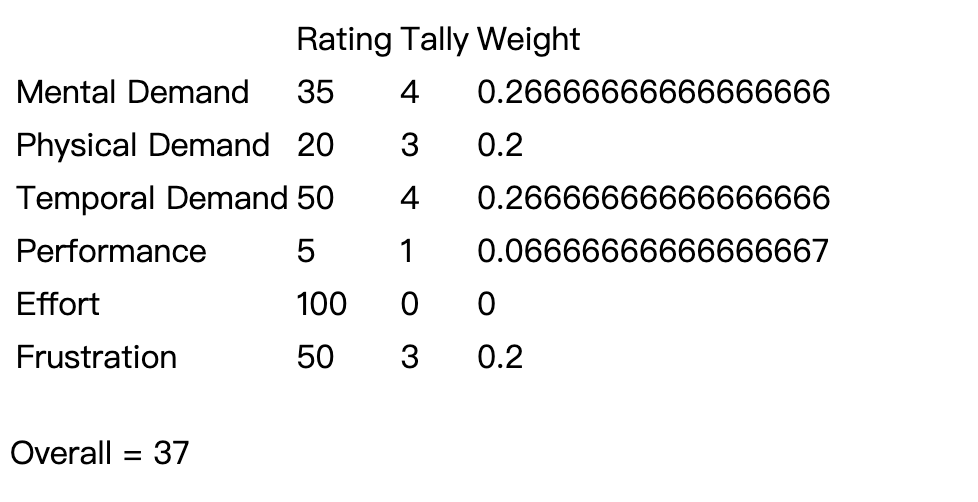 Rating Tally Weight
Mental Demand 35 4 0.26666666666666666
Physical Demand 20 3 0.2
Temporal Demand 50 4 0.26666666666666666
Performance 5 1 0.06666666666666667
Effort 100 0 0
Frustration 50 3 0.2
Overall = 37